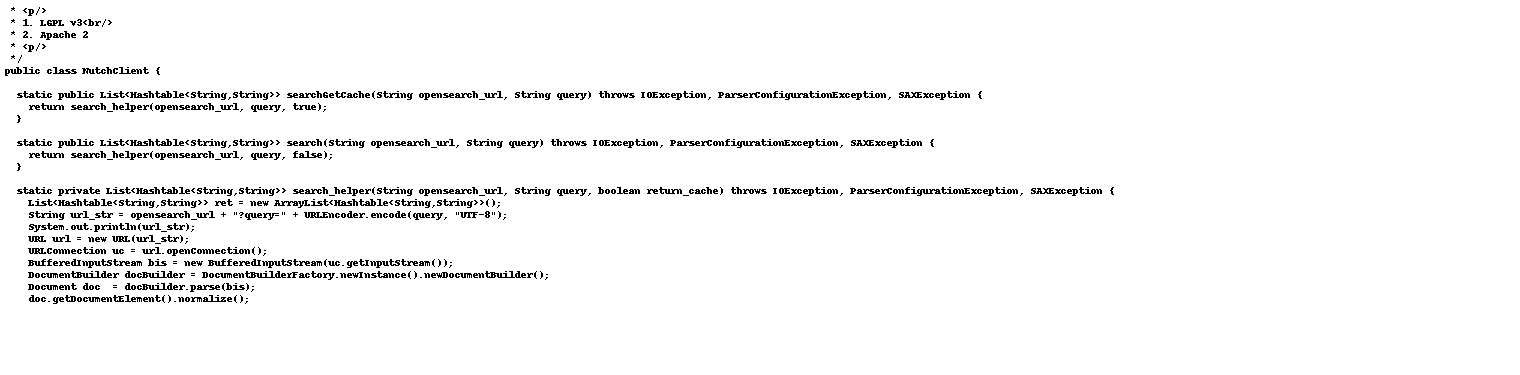 * <p/>
 * 1. LGPL v3<br/>
 * 2. Apache 2
 * <p/>
 */
public class NutchClient {

  static public List<Hashtable<String,String>> searchGetCache(String opensearch_url, String query) throws IOException, ParserConfigurationException, SAXException {
    return search_helper(opensearch_url, query, true);
  }

  static public List<Hashtable<String,String>> search(String opensearch_url, String query) throws IOException, ParserConfigurationException, SAXException {
    return search_helper(opensearch_url, query, false);
  }

  static private List<Hashtable<String,String>> search_helper(String opensearch_url, String query, boolean return_cache) throws IOException, ParserConfigurationException, SAXException {
    List<Hashtable<String,String>> ret = new ArrayList<Hashtable<String,String>>();
    String url_str = opensearch_url + "?query=" + URLEncoder.encode(query, "UTF-8");
    System.out.println(url_str);
    URL url = new URL(url_str);
    URLConnection uc = url.openConnection();
    BufferedInputStream bis = new BufferedInputStream(uc.getInputStream());
    DocumentBuilder docBuilder = DocumentBuilderFactory.newInstance().newDocumentBuilder();
    Document doc  = docBuilder.parse(bis);
    doc.getDocumentElement().normalize();